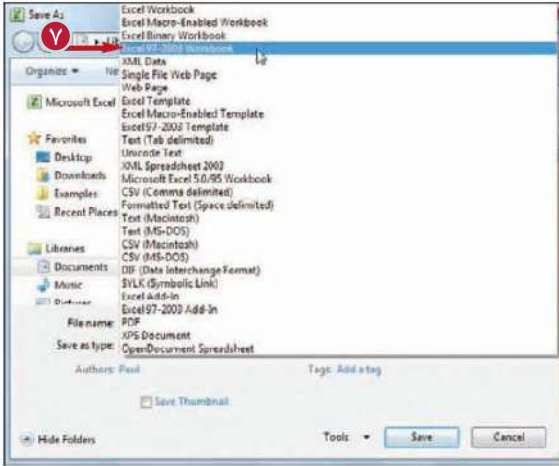 Save As
Excel Workbook
Excel Macro-Enabled Workbook
Excel Binary Workbook
٧
Excel 97-2003 Workbook
XML Data
Single File Web Page
Web Page
Excel Template
Excel Macro-Enabled Template
Excel 97-2003 Template
Text (Tab delimited)
Unicode Text
XML Spreadsheet 2003
Microsoft Excel 5.0/95 Workbook
CSV (Comma delimited)
Formatted Text (Space delimited)
Text (Macintosh)
Text (MS-DOS)
CSV (Macintosh)
CSV (MS-DOS)
DIF (Data Interchange Format)
SYLK (Symbolic Link)
Excel Add-In
Excel 97-2003 Add-In
PDF
XPS Document
OpenDocument Spreadsheet
Organize
Microsoft Excel
Favorites
Desktop
Downloads
Examples
Recent Places
Libraries
Documents
Music
File name:
Save as type:
Authors: Paul
Tags: Add a tag
Save Thumbnail
Hide Folders
Tools
Save
Cancel